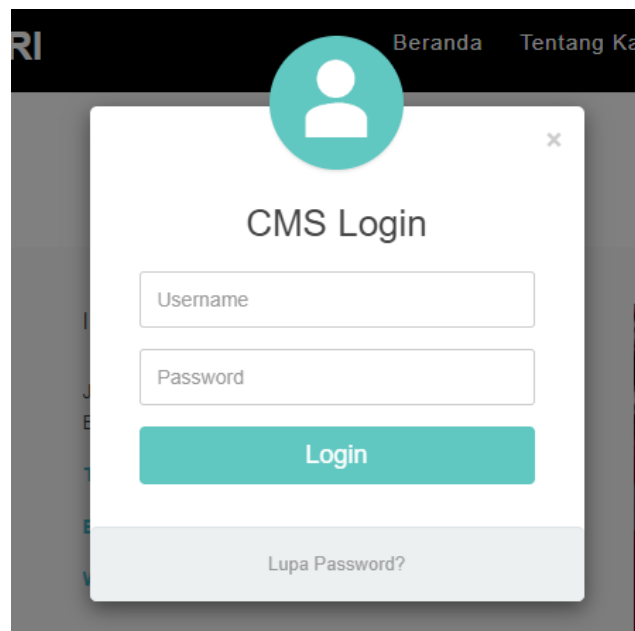 RI
Beranda
Tentang Ka
×
CMS Login
Username
Password
Login
Lupa Password?